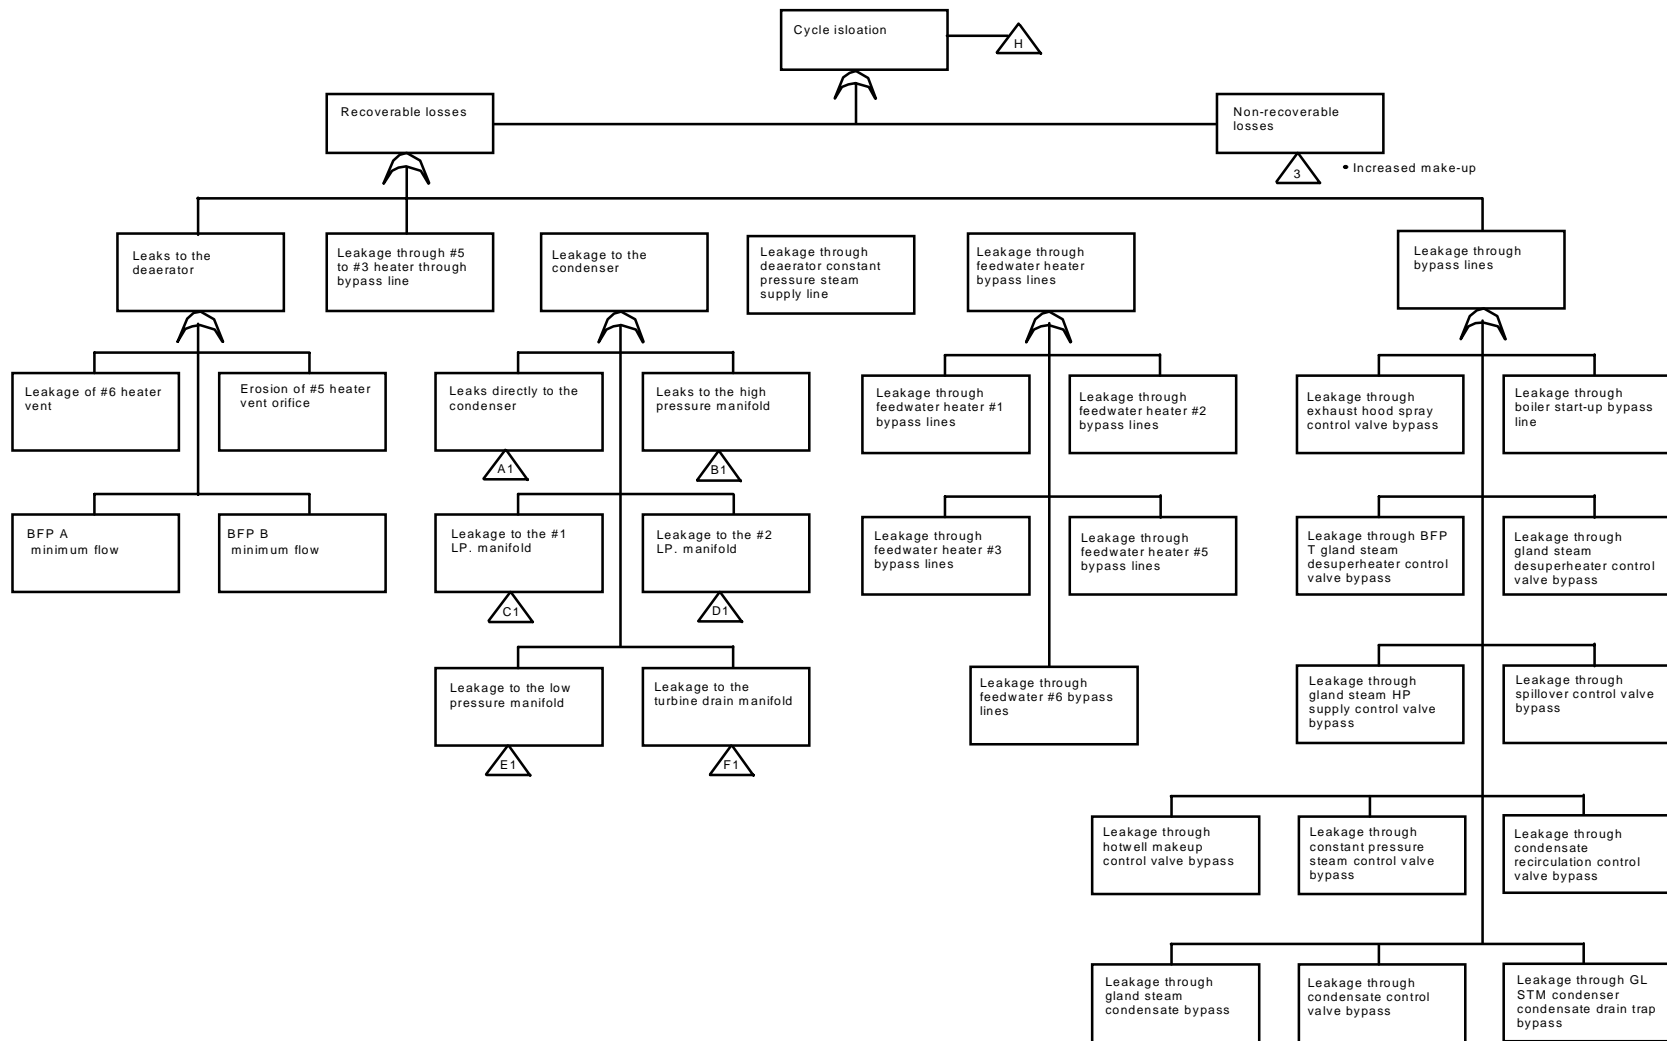 Cycle isloation
H
Recoverable losses
Non-recoverable
losses
3
• Increased make-up
Leaks to the
deaerator
Leakage through #5
to #3 heater through
bypass line
Leakage to the
condenser
Leakage through
deaerator constant
pressure steam
supply line
Leakage through
feedwater heater
bypass lines
Leakage through
bypass lines
Leakage of #6 heater
vent
Erosion of #5 heater
vent orifice
Leaks directly to the
condenser
A1
Leaks to the high
pressure manifold
B1
Leakage through
feedwater heater #1
bypass lines
Leakage through
feedwater heater #2
bypass lines
Leakage through
exhaust hood spray
control valve bypass
Leakage through
boiler start-up bypass
line
BFP A
minimum flow
BFP B
minimum flow
Leakage to the #1
LP. manifold
C1
Leakage to the #2
LP. manifold
D1
Leakage through
feedwater heater #3
bypass lines
Leakage through
feedwater heater #5
bypass lines
Leakage through BFP
T gland steam
desuperheater control
valve bypass
Leakage through
gland steam
desuperheater control
valve bypass
Leakage to the low
pressure manifold
E1
Leakage to the
turbine drain manifold
F1
Leakage through
feedwater #6 bypass
lines
Leakage through
gland steam HP
supply control valve
bypass
Leakage through
spillover control valve
bypass
Leakage through
hotwell makeup
control valve bypass
Leakage through
constant pressure
steam control valve
bypass
Leakage through
condensate
recirculation control
valve bypass
Leakage through
gland steam
condensate bypass
Leakage through
condensate control
valve bypass
Leakage through GL
STM condenser
condensate drain trap
bypass